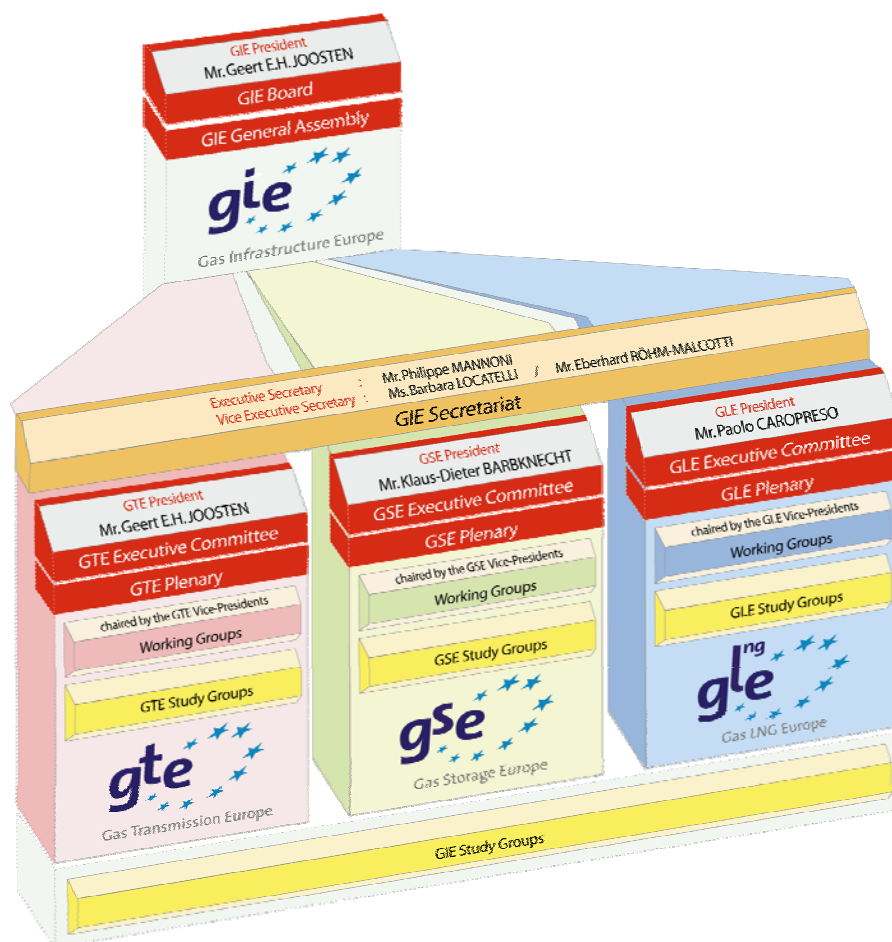 GIE President
Mr.Geert E.H.JOOSTEN
GIE Board
GIE General Assembly
gie
Gas Infrastructure Europe
Executive Secretary : Mr.Philippe MANNONI
Vice Executive Secretary : Ms.Barbara LOCATELLI / Mr.Eberhard RÖHM-MALCOTTI
GIE Secretariat
GTE President
Mr.Geert E.H.JOOSTEN
GTE Executive Committee
GTE Plenary
chaired by the GTE Vice-Presidents
Working Groups
GTE Study Groups
gte
Gas Transmission Europe
GSE President
Mr.Klaus-Dieter BARBKNECHT
GSE Executive Committee
GSE Plenary
chaired by the GSE Vice-Presidents
Working Groups
GSE Study Groups
gse
Gas Storage Europe
GLE President
Mr.Paolo CAROPRESO
GLE Executive Committee
GLE Plenary
chaired by the GLE Vice-Presidents
Working Groups
GLE Study Groups
glnge
Gas LNG Europe
GIE Study Groups